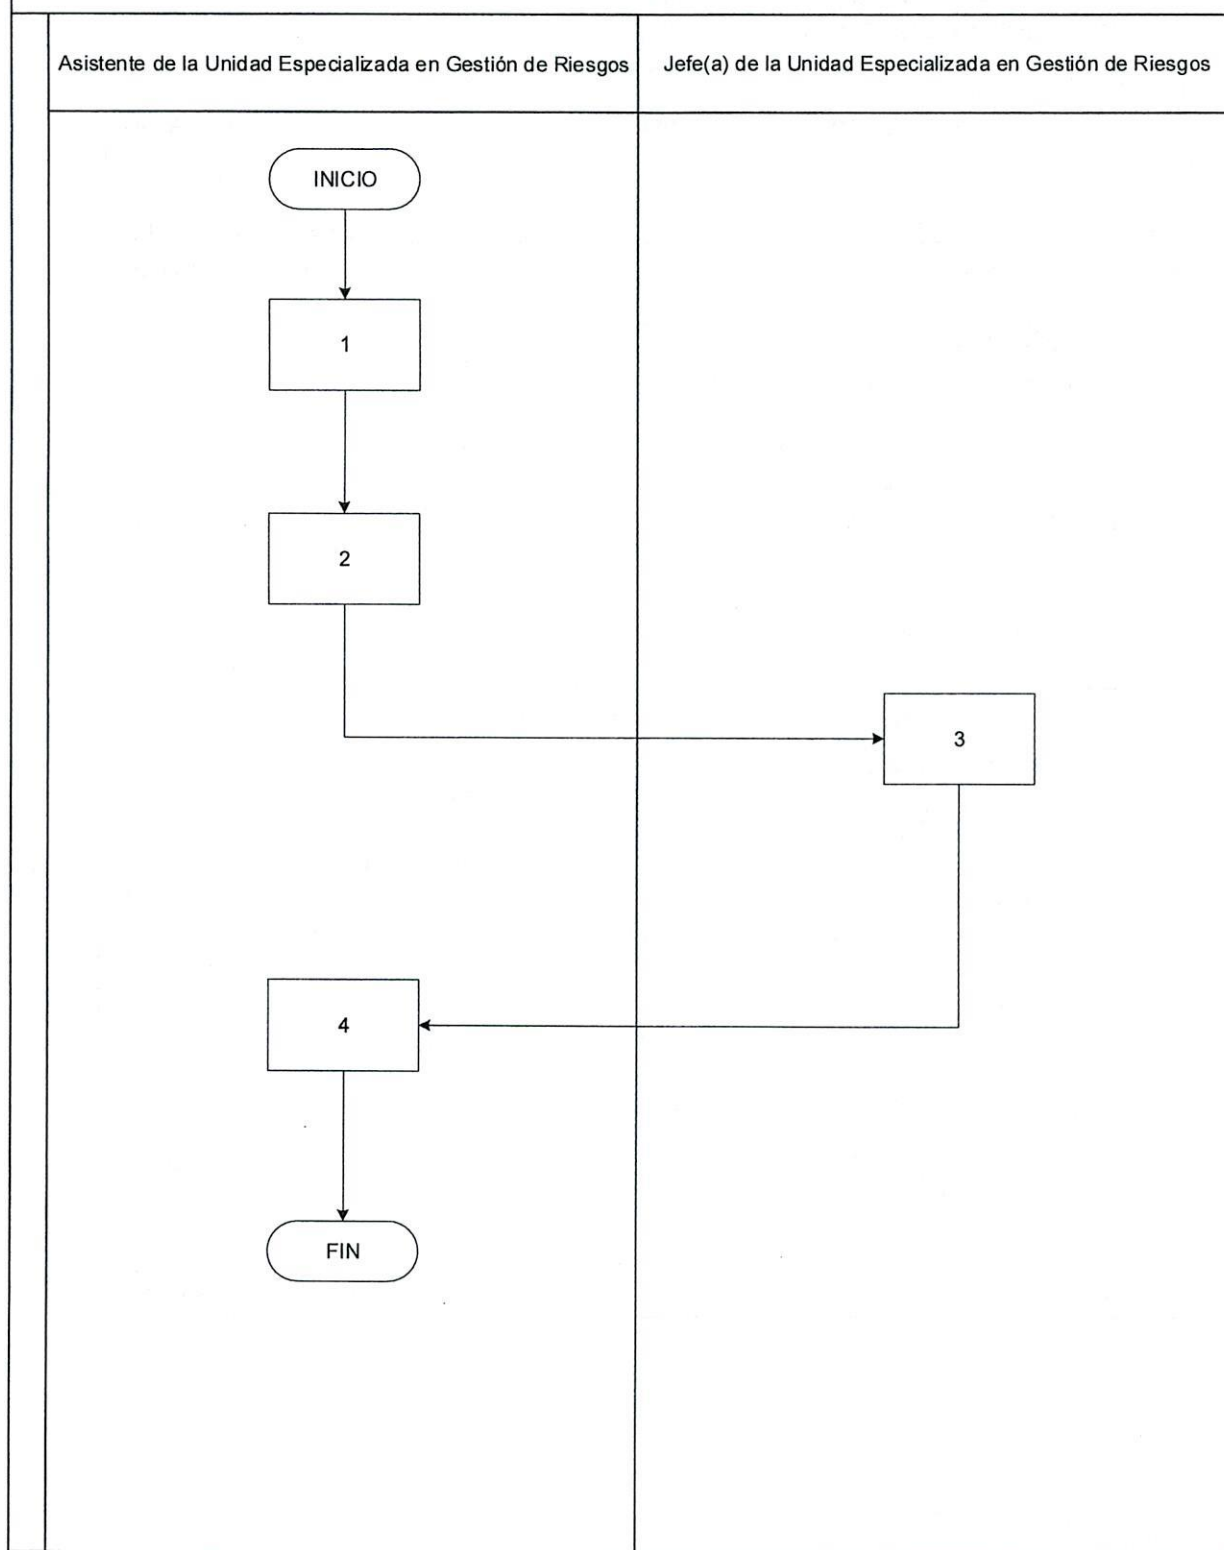 Asistente de la Unidad Especializada en Gestión de Riesgos
Jefe(a) de la Unidad Especializada en Gestión de Riesgos
INICIO
1
2
3
4
FIN